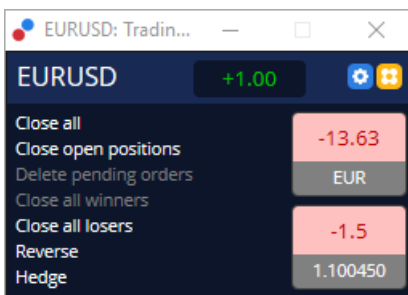 EURUSD: Tradin...
EURUSD +1.00
Close all
Close open positions
Delete pending orders
Close all winners
Close all losers
Reverse
Hedge
-13.63
EUR
-1.5
1.100450